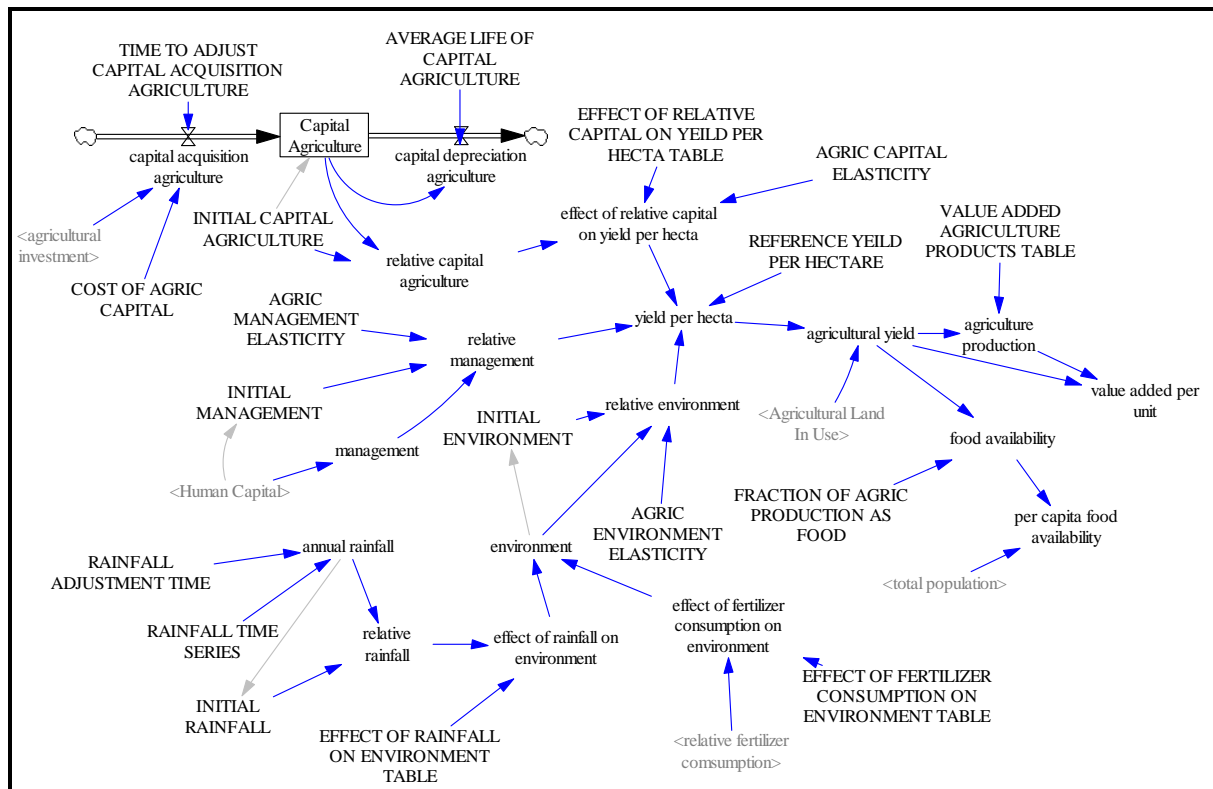 TIME TO ADJUST
CAPITAL ACQUISITION
AGRICULTURE
AVERAGE LIFE OF
CAPITAL
AGRICULTURE
Capital
Agriculture
capital acquisition
agriculture
capital depreciation
agriculture
EFFECT OF RELATIVE
CAPITAL ON YEILD PER
HECTA TABLE
AGRIC CAPITAL
ELASTICITY
<agricultural
investment>
INITIAL CAPITAL
AGRICULTURE
effect of relative capital
on yield per hecta
VALUE ADDED
AGRICULTURE
PRODUCTS TABLE
COST OF AGRIC
CAPITAL
relative capital
agriculture
REFERENCE YEILD
PER HECTARE
AGRIC
MANAGEMENT
ELASTICITY
relative
management
yield per hecta
agricultural yield
agriculture
production
INITIAL
MANAGEMENT
INITIAL
ENVIRONMENT
relative environment
<Agricultural Land
In Use>
value added per
unit
management
food availability
<Human Capital>
FRACTION OF AGRIC
PRODUCTION AS
FOOD
AGRIC
ENVIRONMENT
ELASTICITY
per capita food
availability
RAINFALL
ADJUSTMENT TIME
annual rainfall
environment
<total population>
RAINFALL TIME
SERIES
relative
rainfall
effect of rainfall on
environment
effect of fertilizer
consumption on
environment
INITIAL
RAINFALL
EFFECT OF RAINFALL
ON ENVIRONMENT
TABLE
<relative fertilizer
comsumption>
EFFECT OF FERTILIZER
CONSUMPTION ON
ENVIRONMENT TABLE